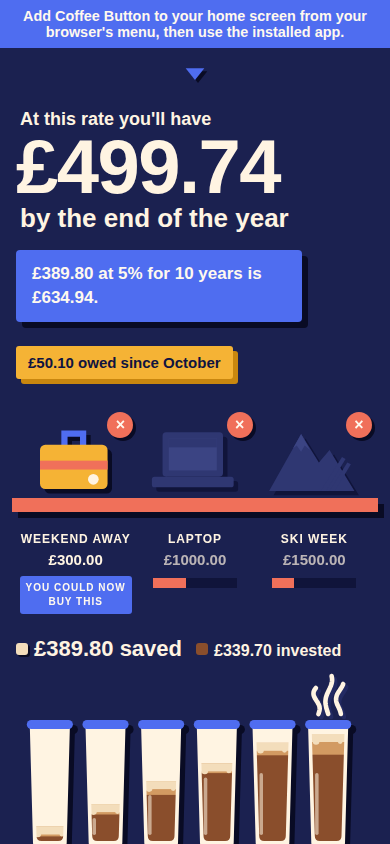 Add Coffee Button to your home screen from your
browser's menu, then use the installed app.
At this rate you'll have
£499.74
by the end of the year
£389.80 at 5% for 10 years is
£634.94.
£50.10 owed since October
WEEKEND AWAY
£300.00
YOU COULD NOW
BUY THIS
LAPTOP
£1000.00
SKI WEEK
£1500.00
£389.80 saved
£339.70 invested